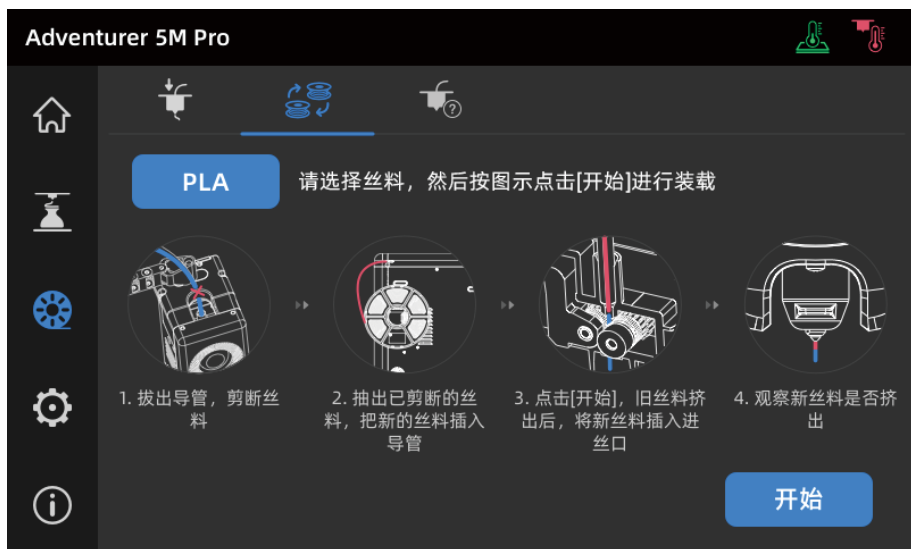 Adventurer 5M Pro
PLA
请选择丝料，然后按图示点击[开始]进行装载
1. 拔出导管，剪断丝
料
2. 抽出已剪断的丝
料，把新的丝料插入
导管
3. 点击[开始]，旧丝料挤
出后，将新丝料插入进
丝口
4. 观察新丝料是否挤
出
开始